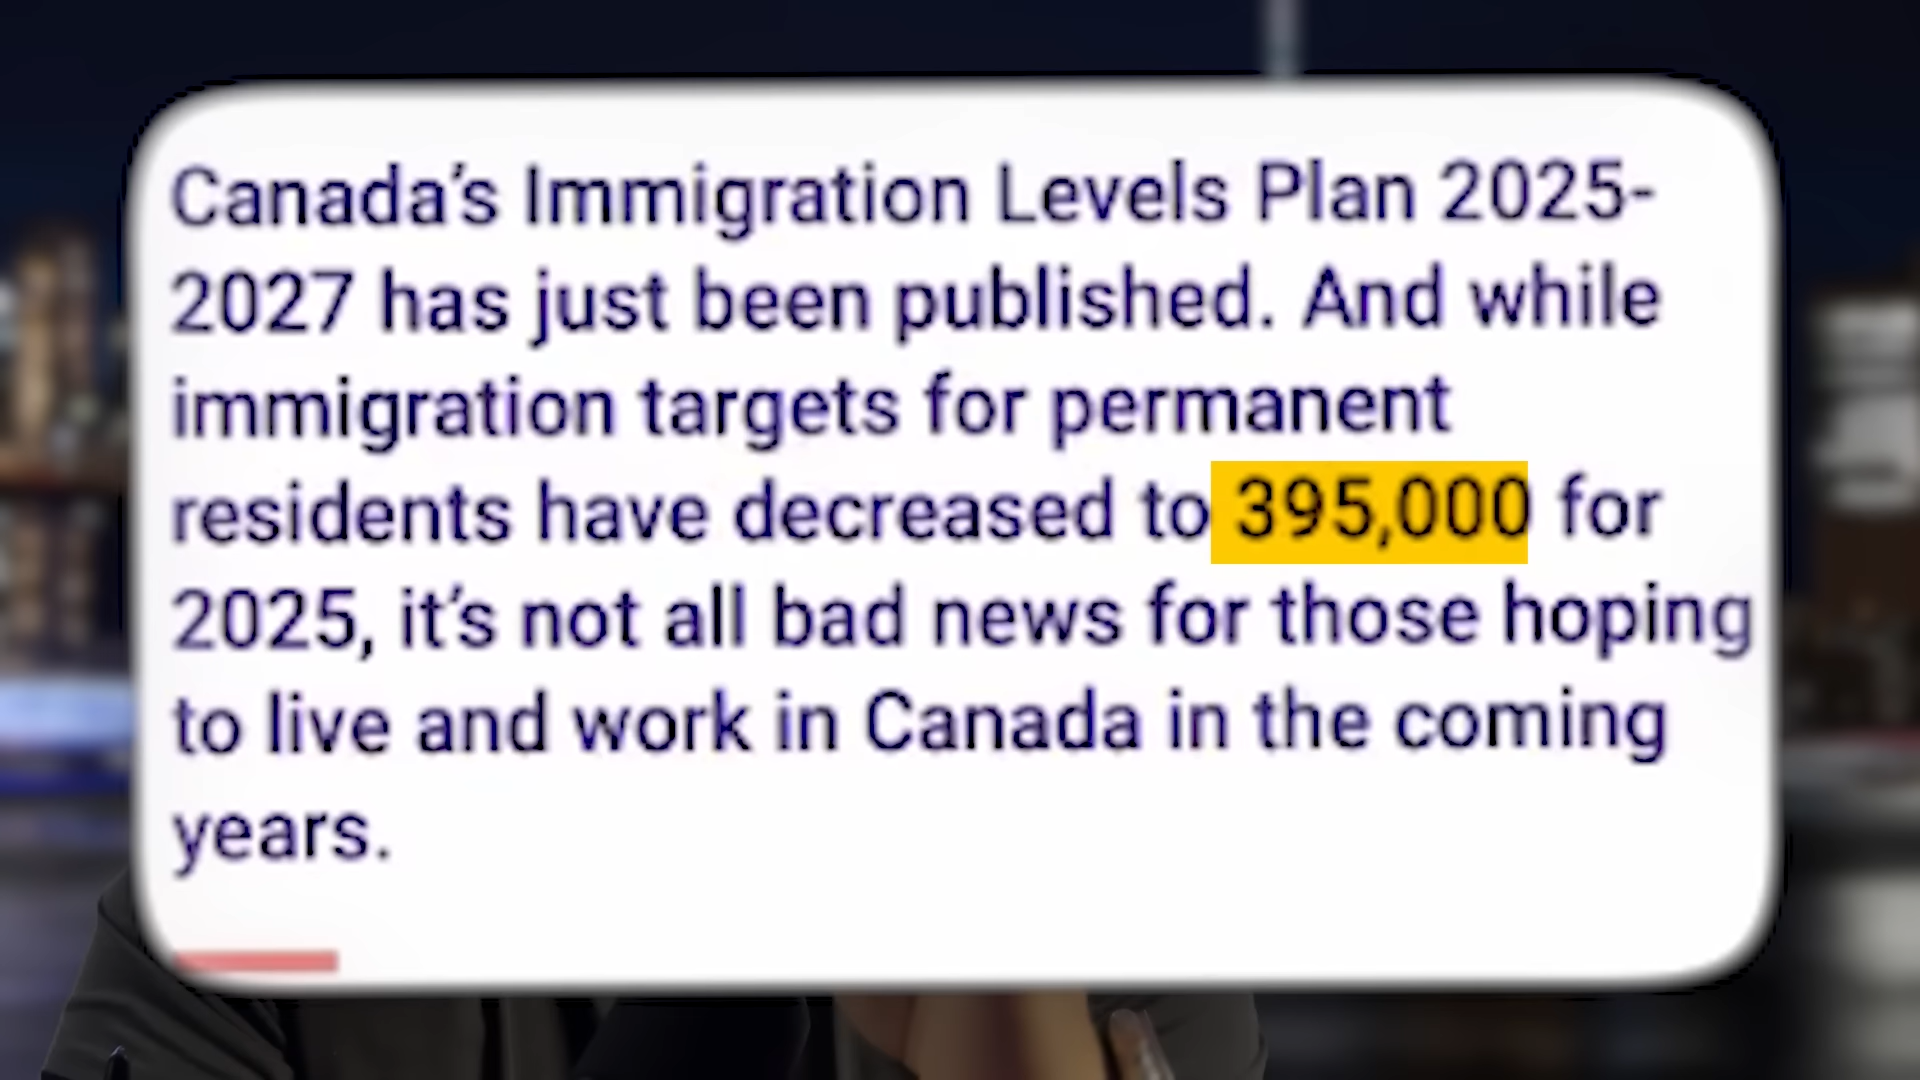 Canada’s Immigration Levels Plan 2025-
2027 has just been published. And while
immigration targets for permanent
residents have decreased to 395,000 for
2025, it’s not all bad news for those hoping
to live and work in Canada in the coming
years.